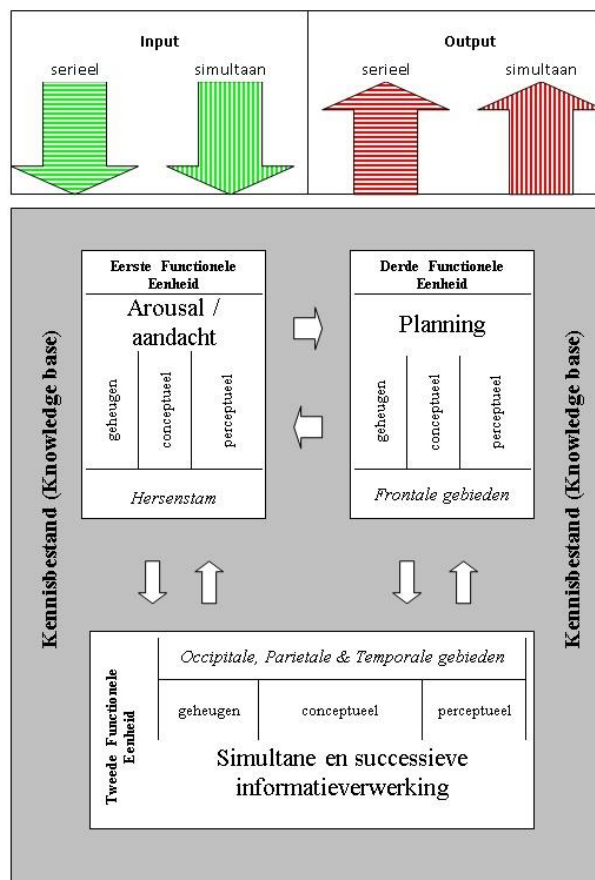 Input
Output
serieel
simultaan
serieel
simultaan
Kennisbestand (Knowledge base)
Eerste Functionele
Eenheid
Arousal /
aandacht
geheugen
conceptueel
perceptueel
Hersenstam
Derde Functionele
Eenheid
Planning
geheugen
conceptueel
perceptueel
Frontale gebieden
Kennisbestand (Knowledge base)
Tweede Functionele
Eenheid
Occipitale, Parietale & Temporale gebieden
geheugen
conceptueel
perceptueel
Simultane en successieve
informatieverwerking